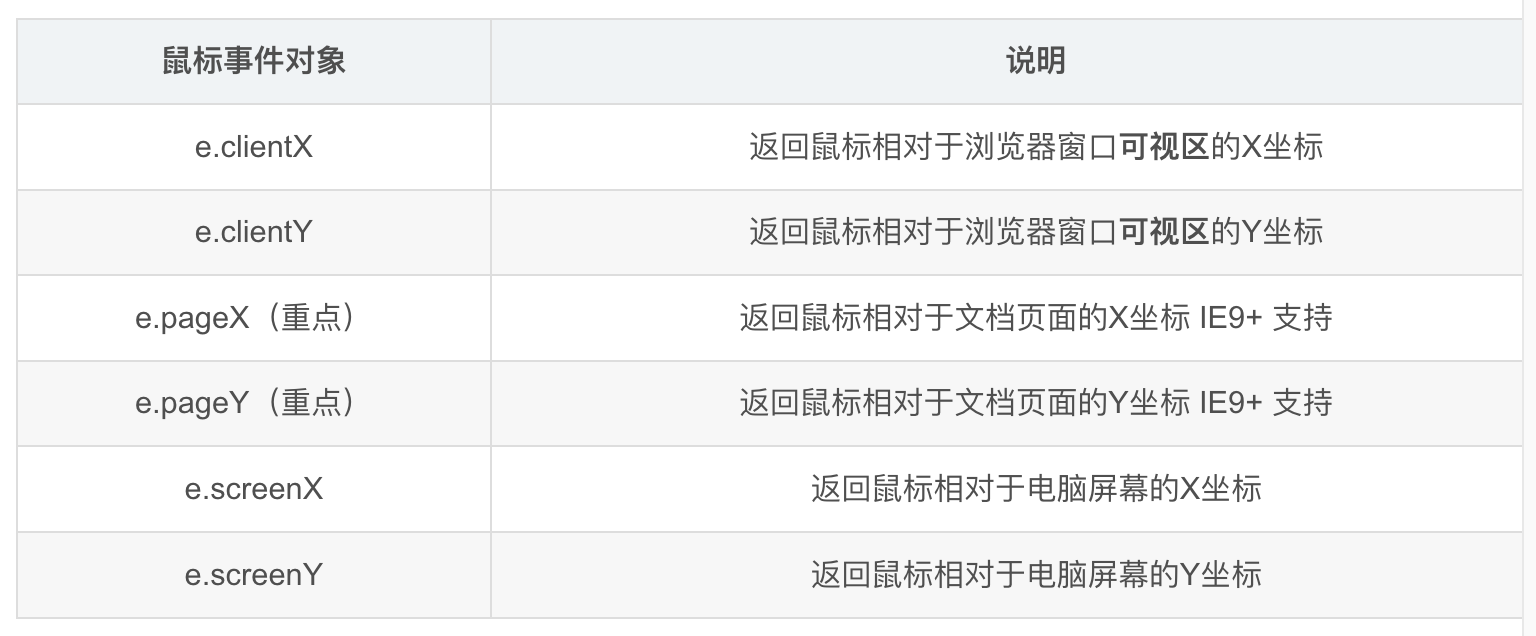 鼠标事件对象 说明
e.clientX 返回鼠标相对于浏览器窗口可视区的X坐标
e.clientY 返回鼠标相对于浏览器窗口可视区的Y坐标
e.pageX（重点） 返回鼠标相对于文档页面的X坐标 IE9+ 支持
e.pageY（重点） 返回鼠标相对于文档页面的Y坐标 IE9+ 支持
e.screenX 返回鼠标相对于电脑屏幕的X坐标
e.screenY 返回鼠标相对于电脑屏幕的Y坐标